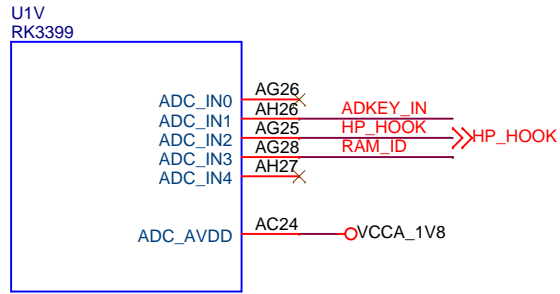 U1V
RK3399
ADC_IN0 AG26
ADC_IN1 AH26 ADKEY_IN
ADC_IN2 AG25 HP_HOOK HP_HOOK
ADC_IN3 AG28 RAM_ID
ADC_IN4 AH27
ADC_AVDD AC24 VCCA_1V8